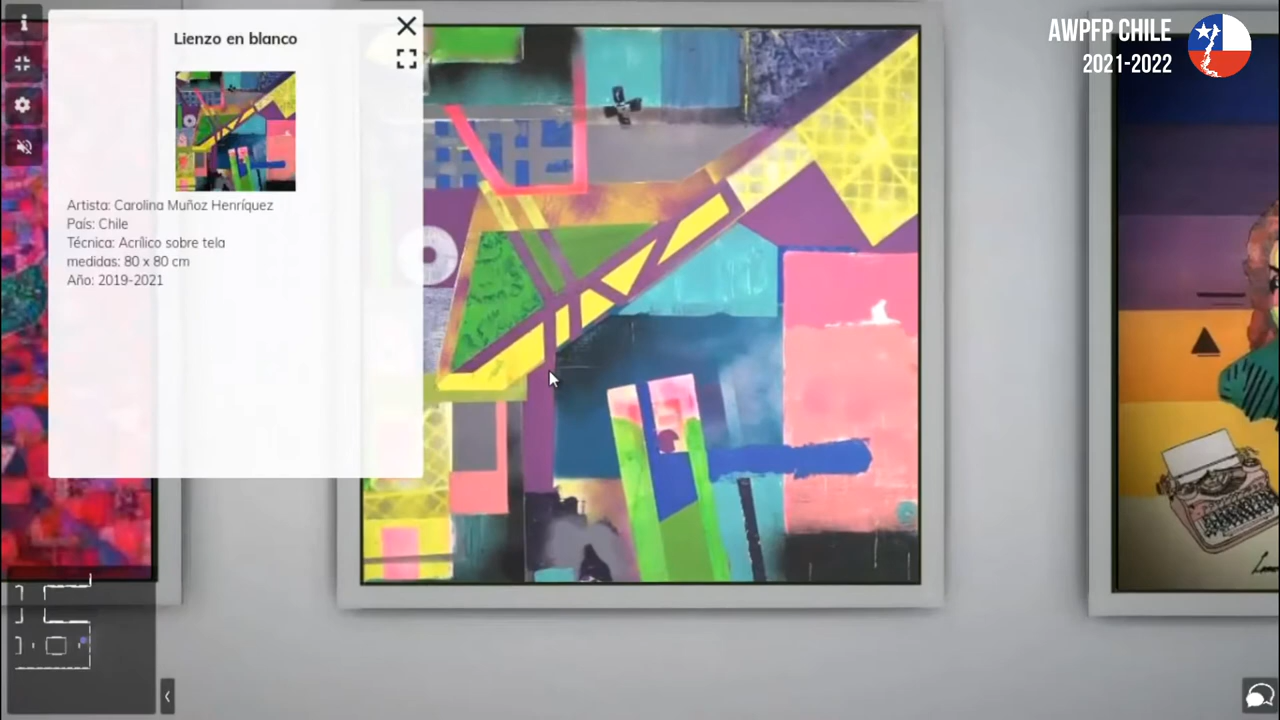 Lienzo en blanco
Artista: Carolina Muñoz Henríquez
País: Chile
Técnica: Acrílico sobre tela
medidas: 80 x 80 cm
Año: 2019-2021
AWPFP CHILE
2021-2022